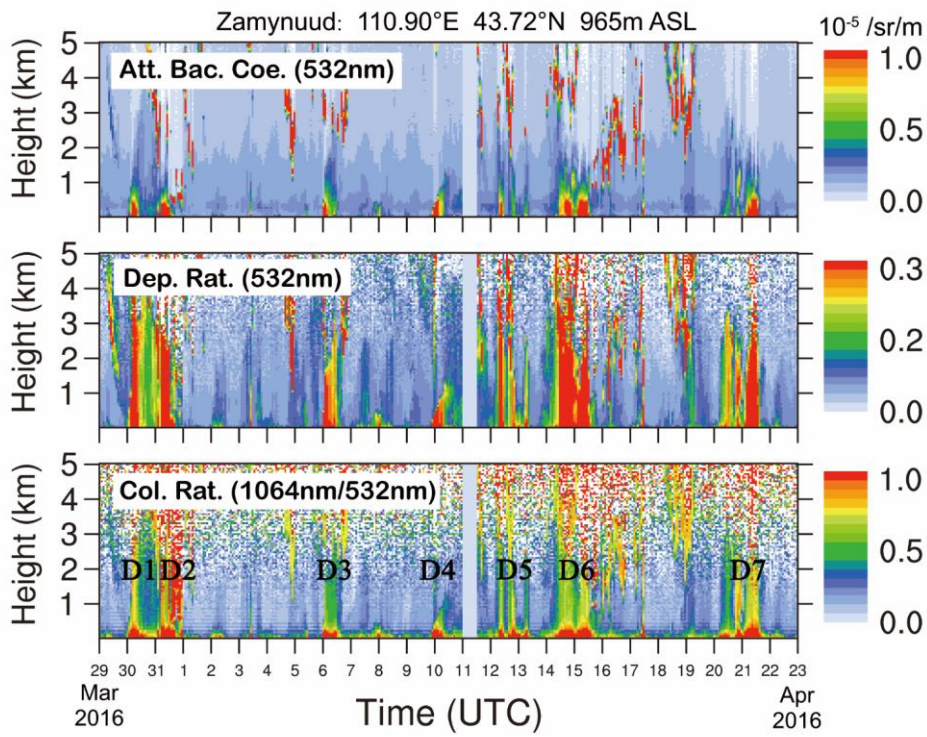 Zamynuud: 110.90°E 43.72°N 965m ASL
10⁻⁵ /sr/m
Att. Bac. Coe. (532nm)
Height (km)
5
4
3
2
1
1.0
0.5
0.0
Dep. Rat. (532nm)
Height (km)
5
4
3
2
1
0.3
0.2
0.0
Col. Rat. (1064nm/532nm)
Height (km)
5
4
3
2
1
1.0
0.5
0.0
D1 D2 D3 D4 D5 D6 D7
29 30 31 1 2 3 4 5 6 7 8 9 10 11 12 13 14 15 16 17 18 19 20 21 22 23
Mar
2016
Time (UTC)
Apr
2016